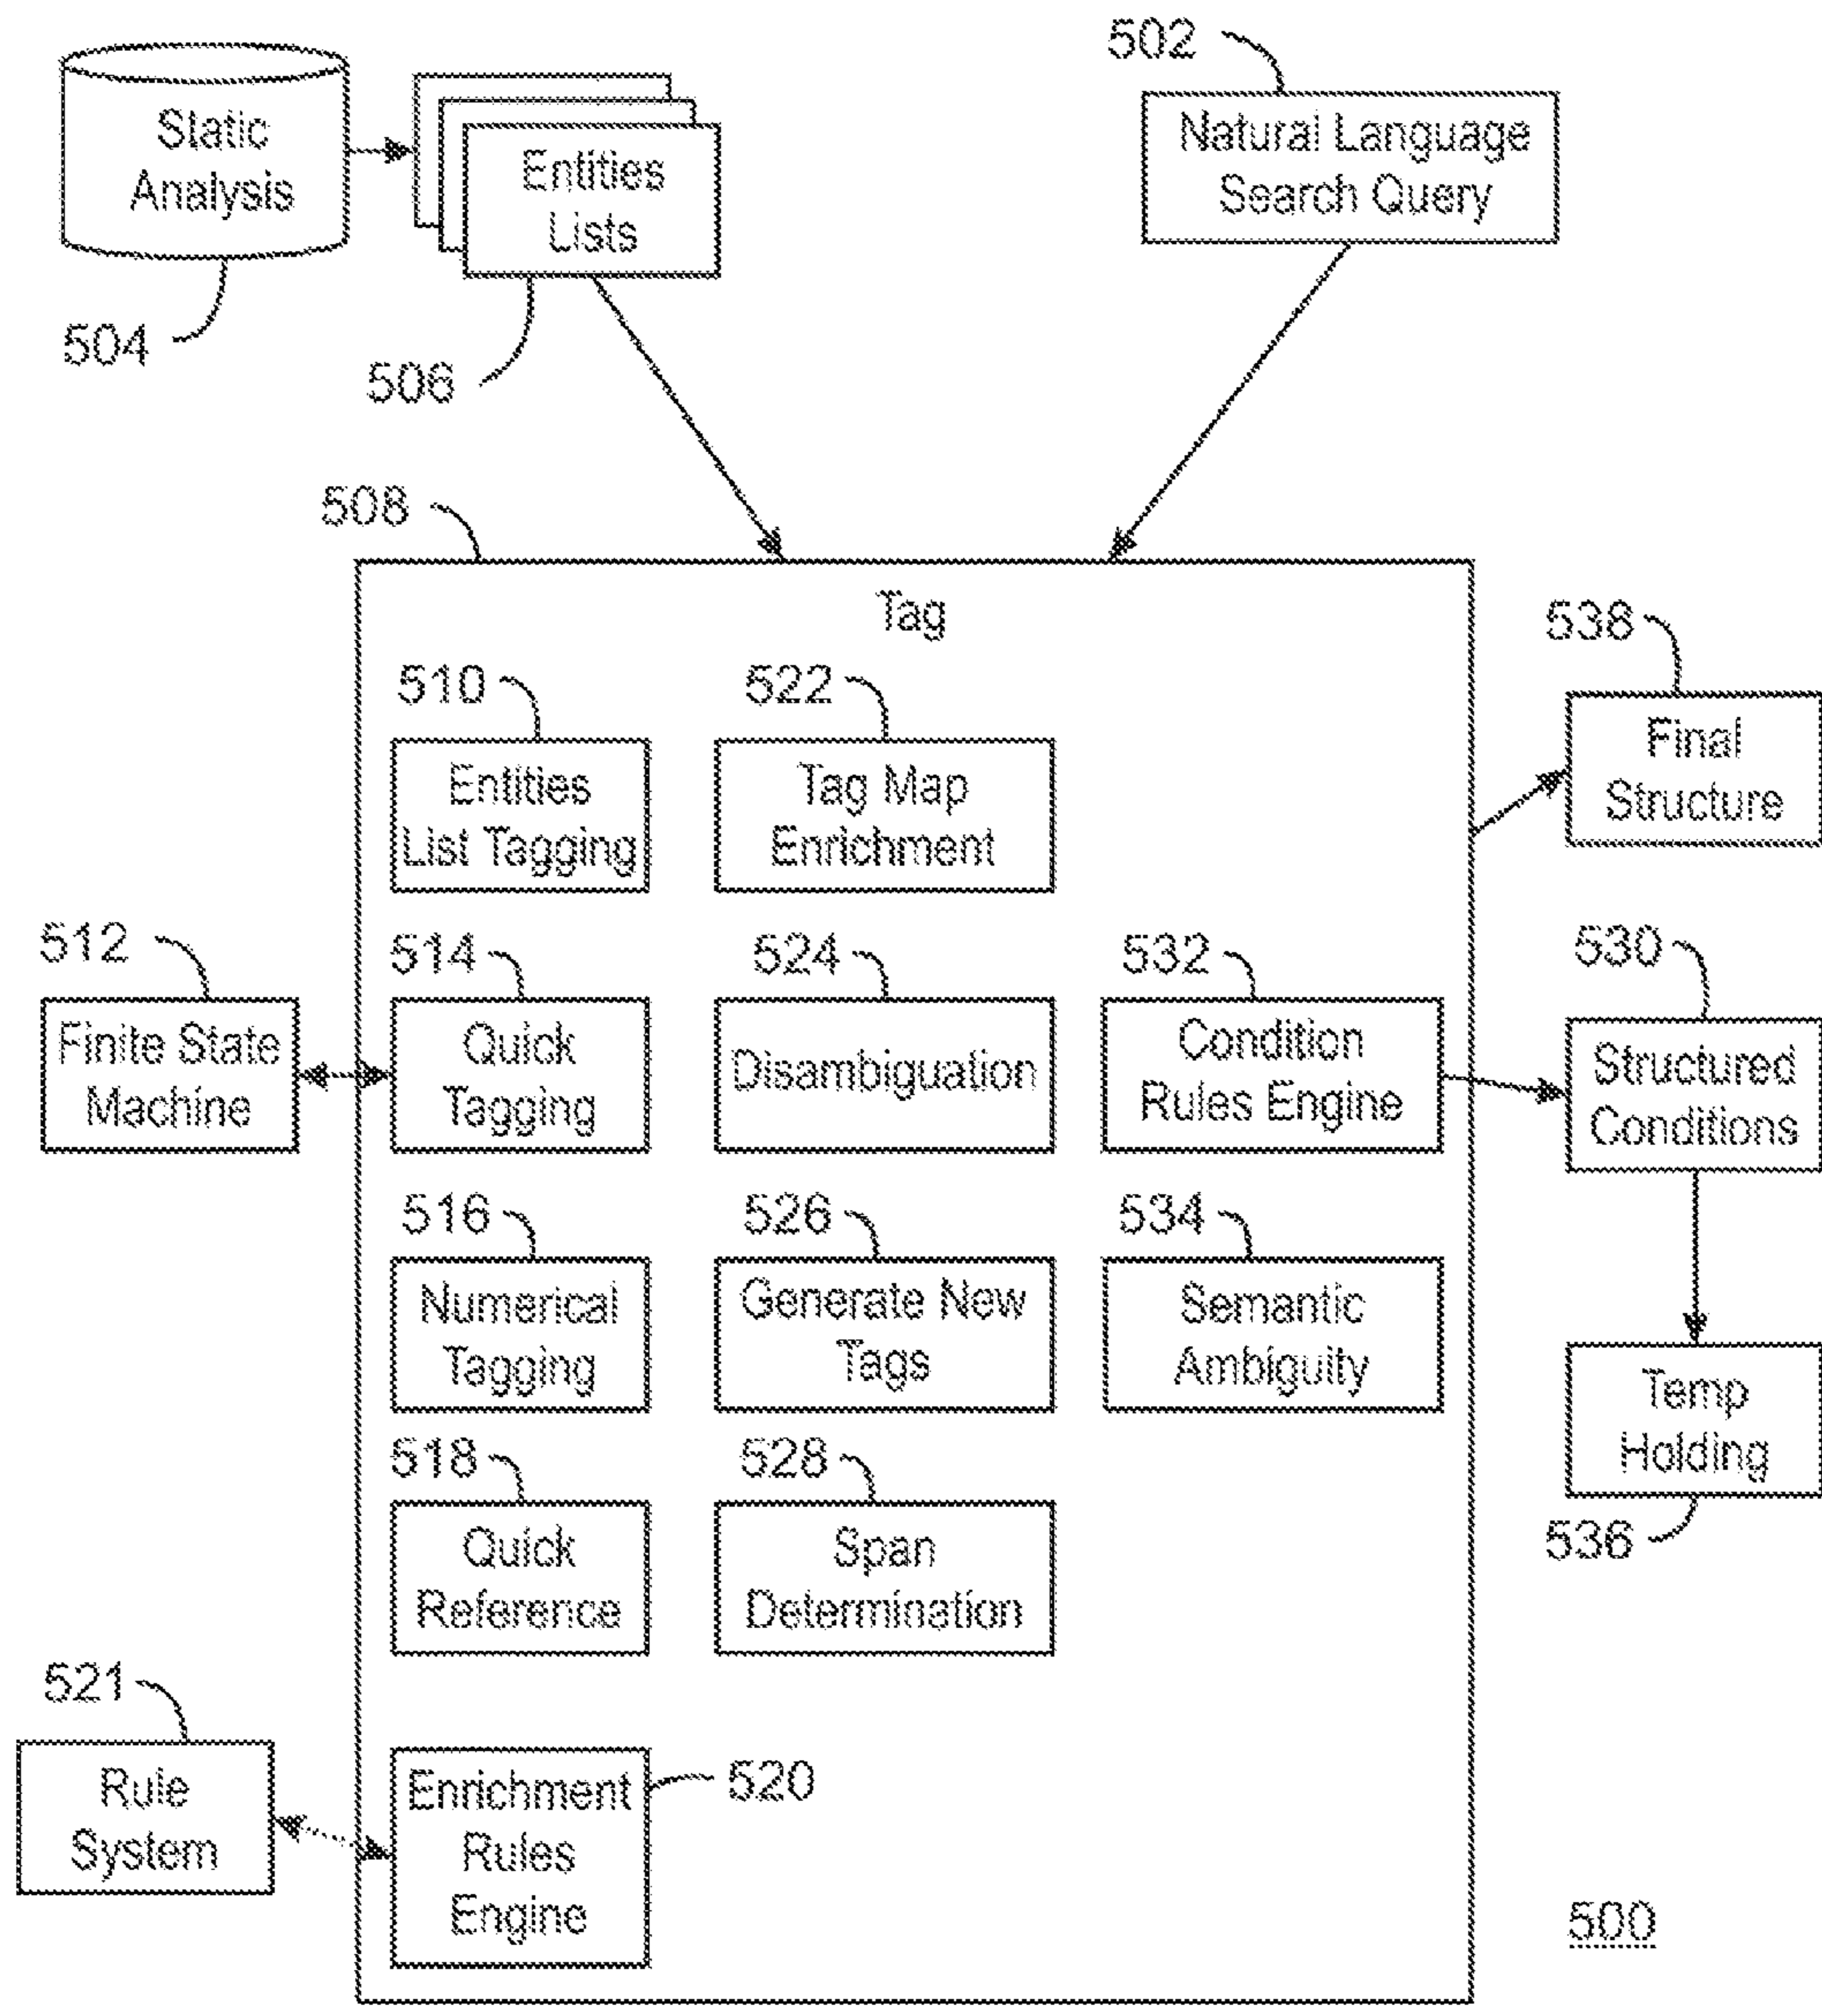 502
Static
Analysis
Entities
Lists
Natural Language
Search Query
504
506
508
Tag
538
Final
Structure
510
522
Entities
List Tagging
Tag Map
Enrichment
512
514
524
532
530
Finite State
Machine
Quick
Tagging
Disambiguation
Condition
Rules Engine
Structured
Conditions
516
526
534
Numerical
Tagging
Generate New
Tags
Semantic
Ambiguity
Temp
Holding
536
518
528
Quick
Reference
Span
Determination
521
Rule
System
520
Enrichment
Rules
Engine
500